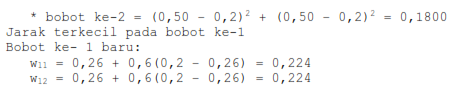 * bobot ke-2 = (0,50 - 0,2)² + (0,50 - 0,2)² = 0,1800
Jarak terkecil pada bobot ke-1
Bobot ke- 1 baru:
w₁₁ = 0,26 + 0,6(0,2 - 0,26) = 0,224
w₁₂ = 0,26 + 0,6(0,2 - 0,26) = 0,224